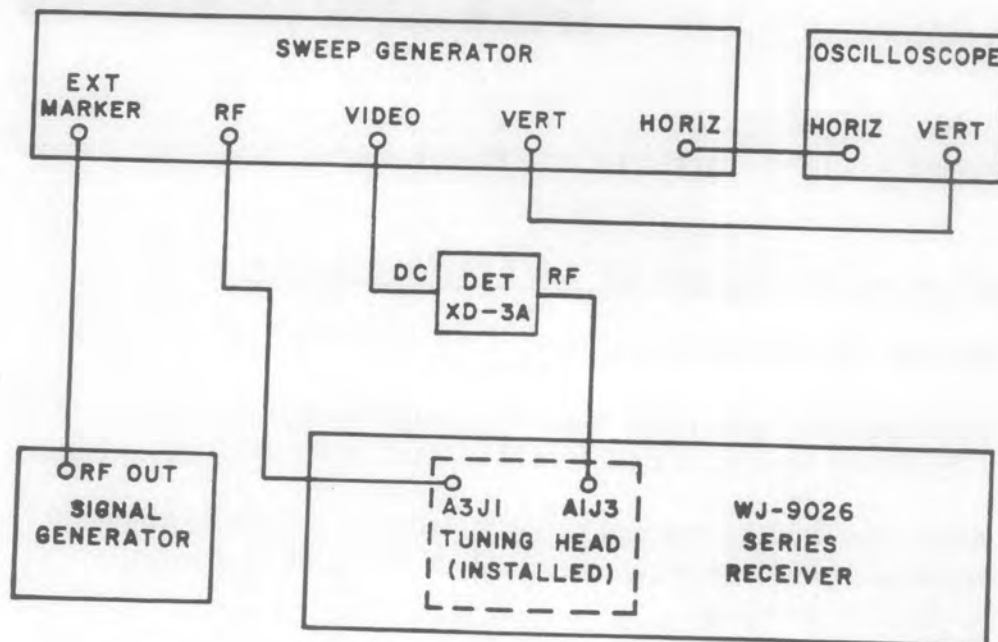 SWEEP GENERATOR
EXT
MARKER
RF
VIDEO
VERT
HORIZ
OSCILLOSCOPE
HORIZ
VERT
DC
DET
XD-3A
RF
RF OUT
SIGNAL
GENERATOR
A3J1
A1J3
TUNING HEAD
(INSTALLED)
WJ-9026
SERIES
RECEIVER